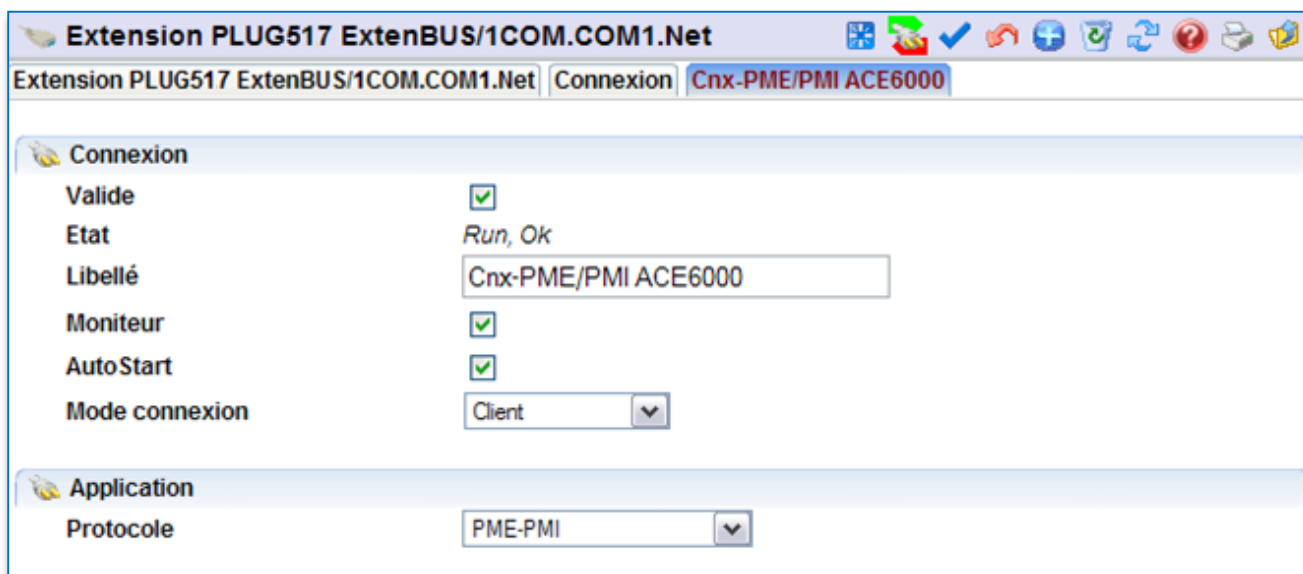 Extension PLUG517 ExtenBUS/1COM.COM1.Net
Extension PLUG517 ExtenBUS/1COM.COM1.Net Connexion Cnx-PME/PMI ACE6000
Connexion
Valide
Etat Run, Ok
Libellé Cnx-PME/PMI ACE6000
Moniteur
AutoStart
Mode connexion Client
Application
Protocole PME-PMI